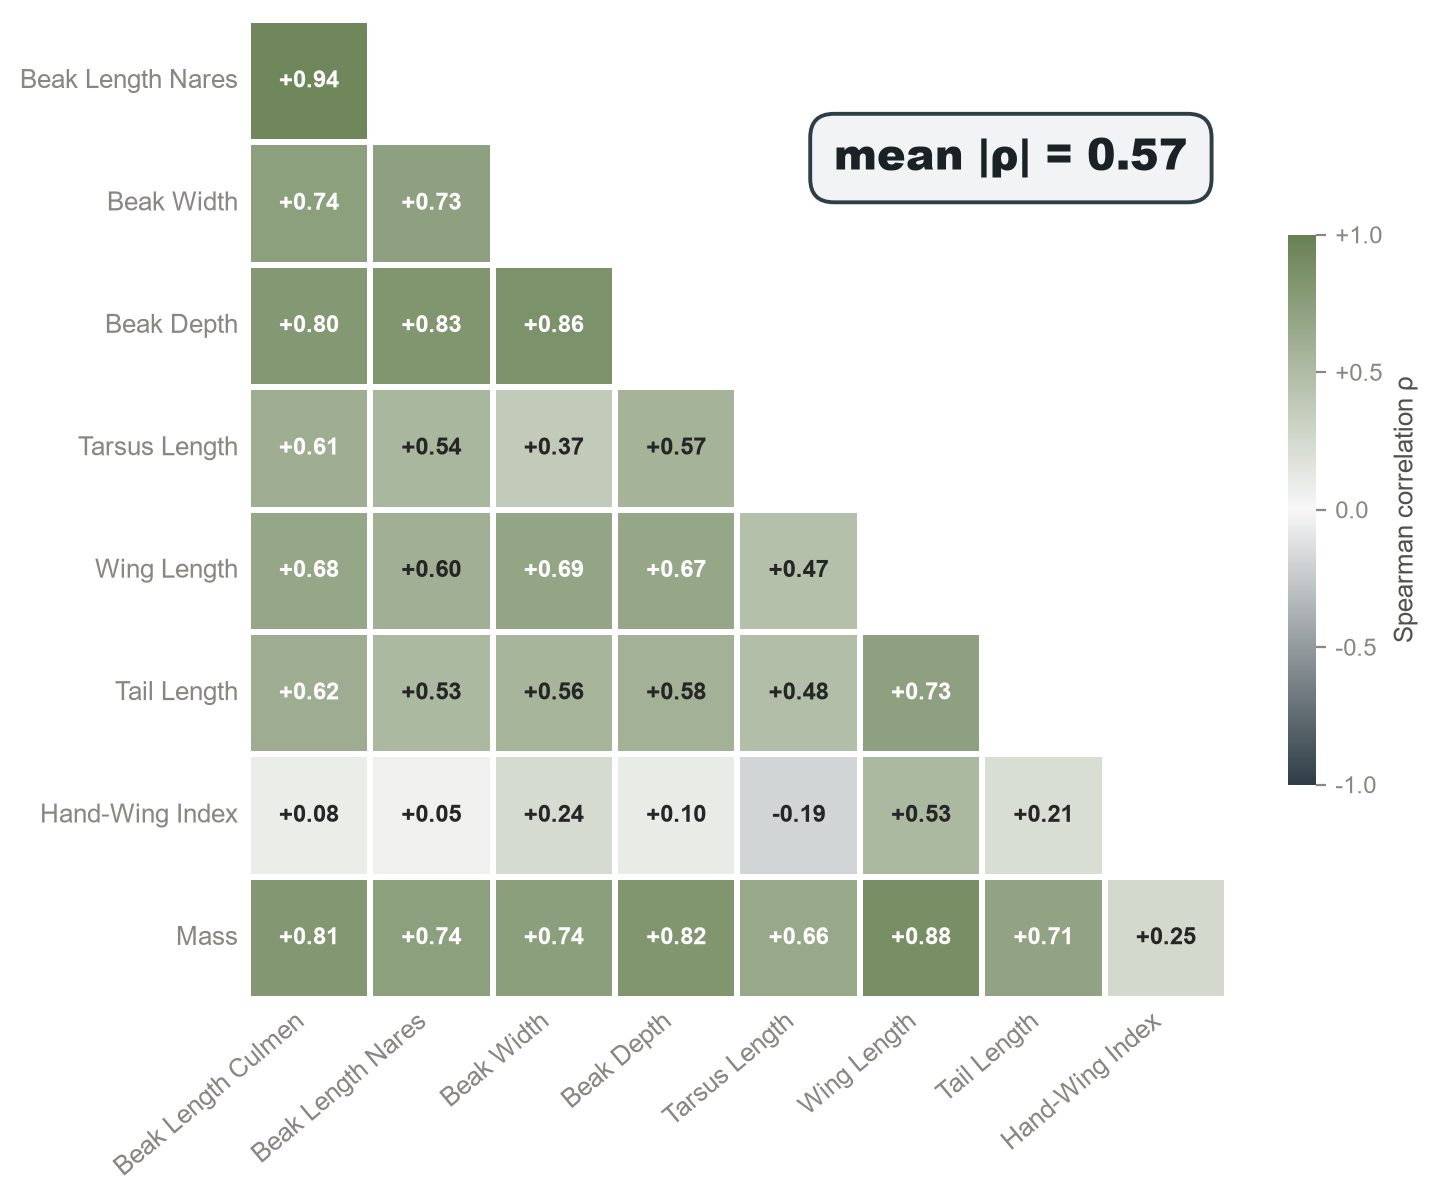 Beak Length Nares +0.94
mean |ρ| = 0.57
Beak Width +0.74 +0.73
Beak Depth +0.80 +0.83 +0.86
Tarsus Length +0.61 +0.54 +0.37 +0.57
Wing Length +0.68 +0.60 +0.69 +0.67 +0.47
Tail Length +0.62 +0.53 +0.56 +0.58 +0.48 +0.73
Hand-Wing Index +0.08 +0.05 +0.24 +0.10 -0.19 +0.53 +0.21
Mass +0.81 +0.74 +0.74 +0.82 +0.66 +0.88 +0.71 +0.25
Beak Length Culmen
Beak Length Nares
Beak Width
Beak Depth
Tarsus Length
Wing Length
Tail Length
Hand-Wing Index
+1.0
+0.5
0.0
-0.5
-1.0
Spearman correlation ρ